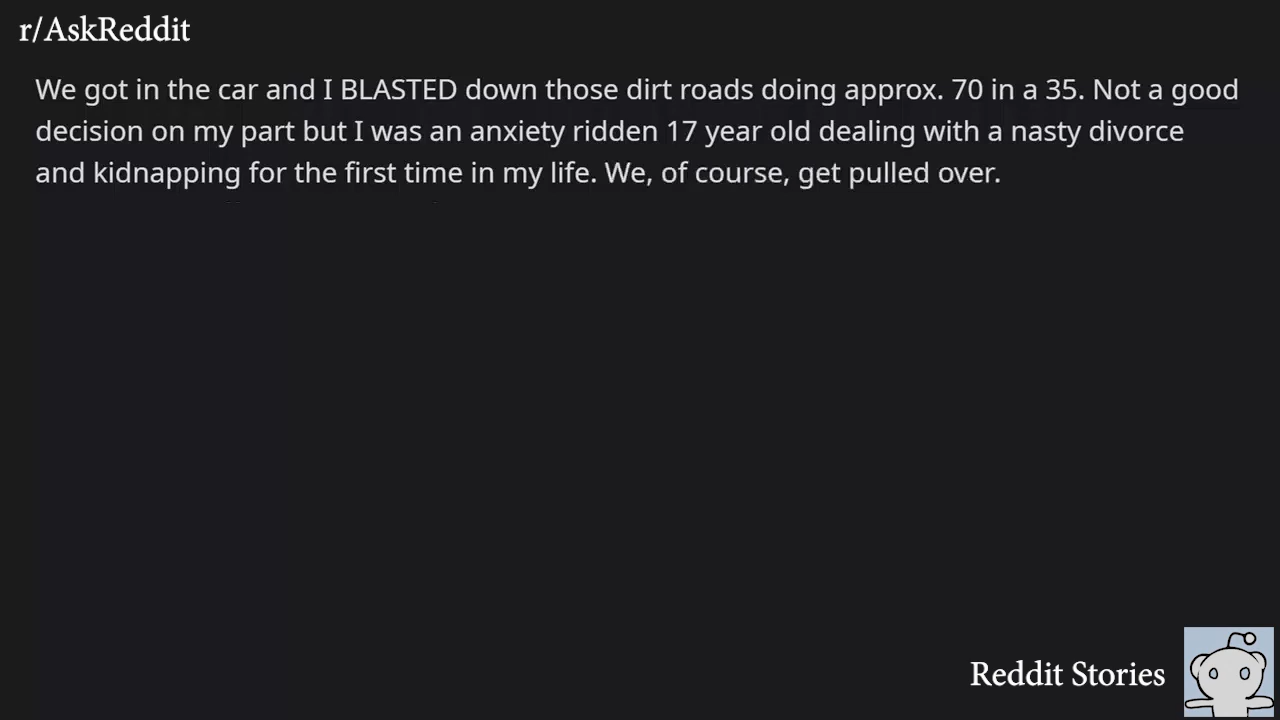 r/AskReddit
We got in the car and I BLASTED down those dirt roads doing approx. 70 in a 35. Not a good
decision on my part but I was an anxiety ridden 17 year old dealing with a nasty divorce
and kidnapping for the first time in my life. We, of course, get pulled over.
Reddit Stories